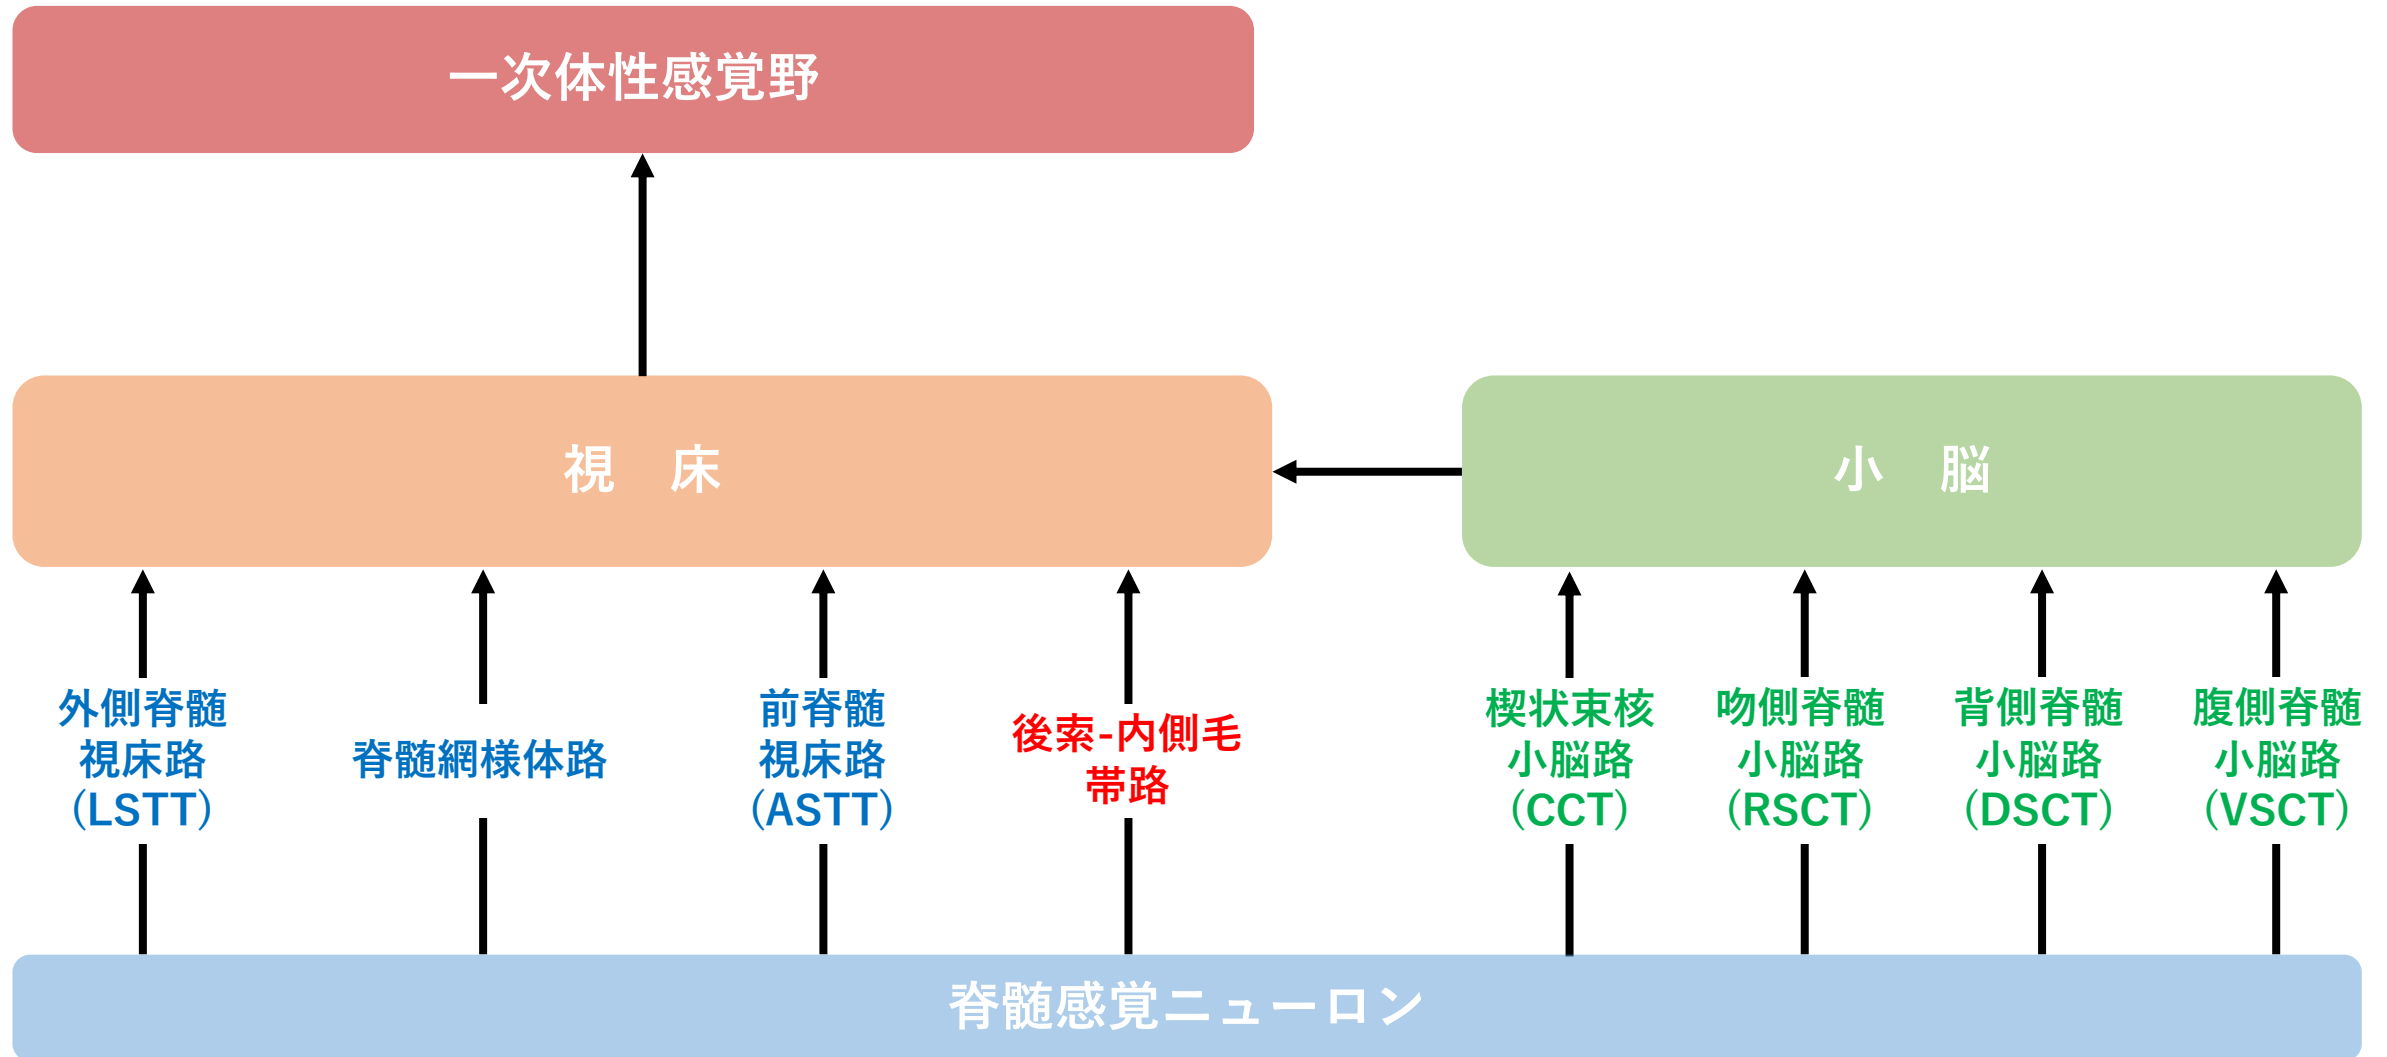 一次体性感覚野
視　床
小　脳
外側脊髄
視床路
(LSTT)
脊髄網様体路
前脊髄
視床路
(ASTT)
後索-内側毛
帯路
楔状束核
小脳路
(CCT)
吻側脊髄
小脳路
(RSCT)
背側脊髄
小脳路
(DSCT)
腹側脊髄
小脳路
(VSCT)
脊髄感覚ニューロン